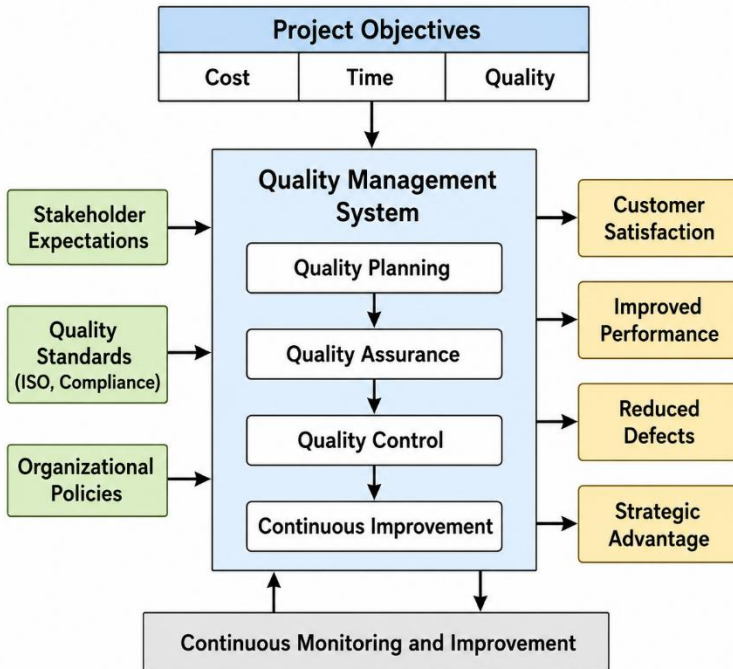 Project Objectives
Cost
Time
Quality
Quality Management
System
Stakeholder
Expectations
Quality
Standards
(ISO, Compliance)
Organizational
Policies
Quality Planning
Quality Assurance
Quality Control
Continuous Improvement
Customer
Satisfaction
Improved
Performance
Reduced
Defects
Strategic
Advantage
Continuous Monitoring and Improvement